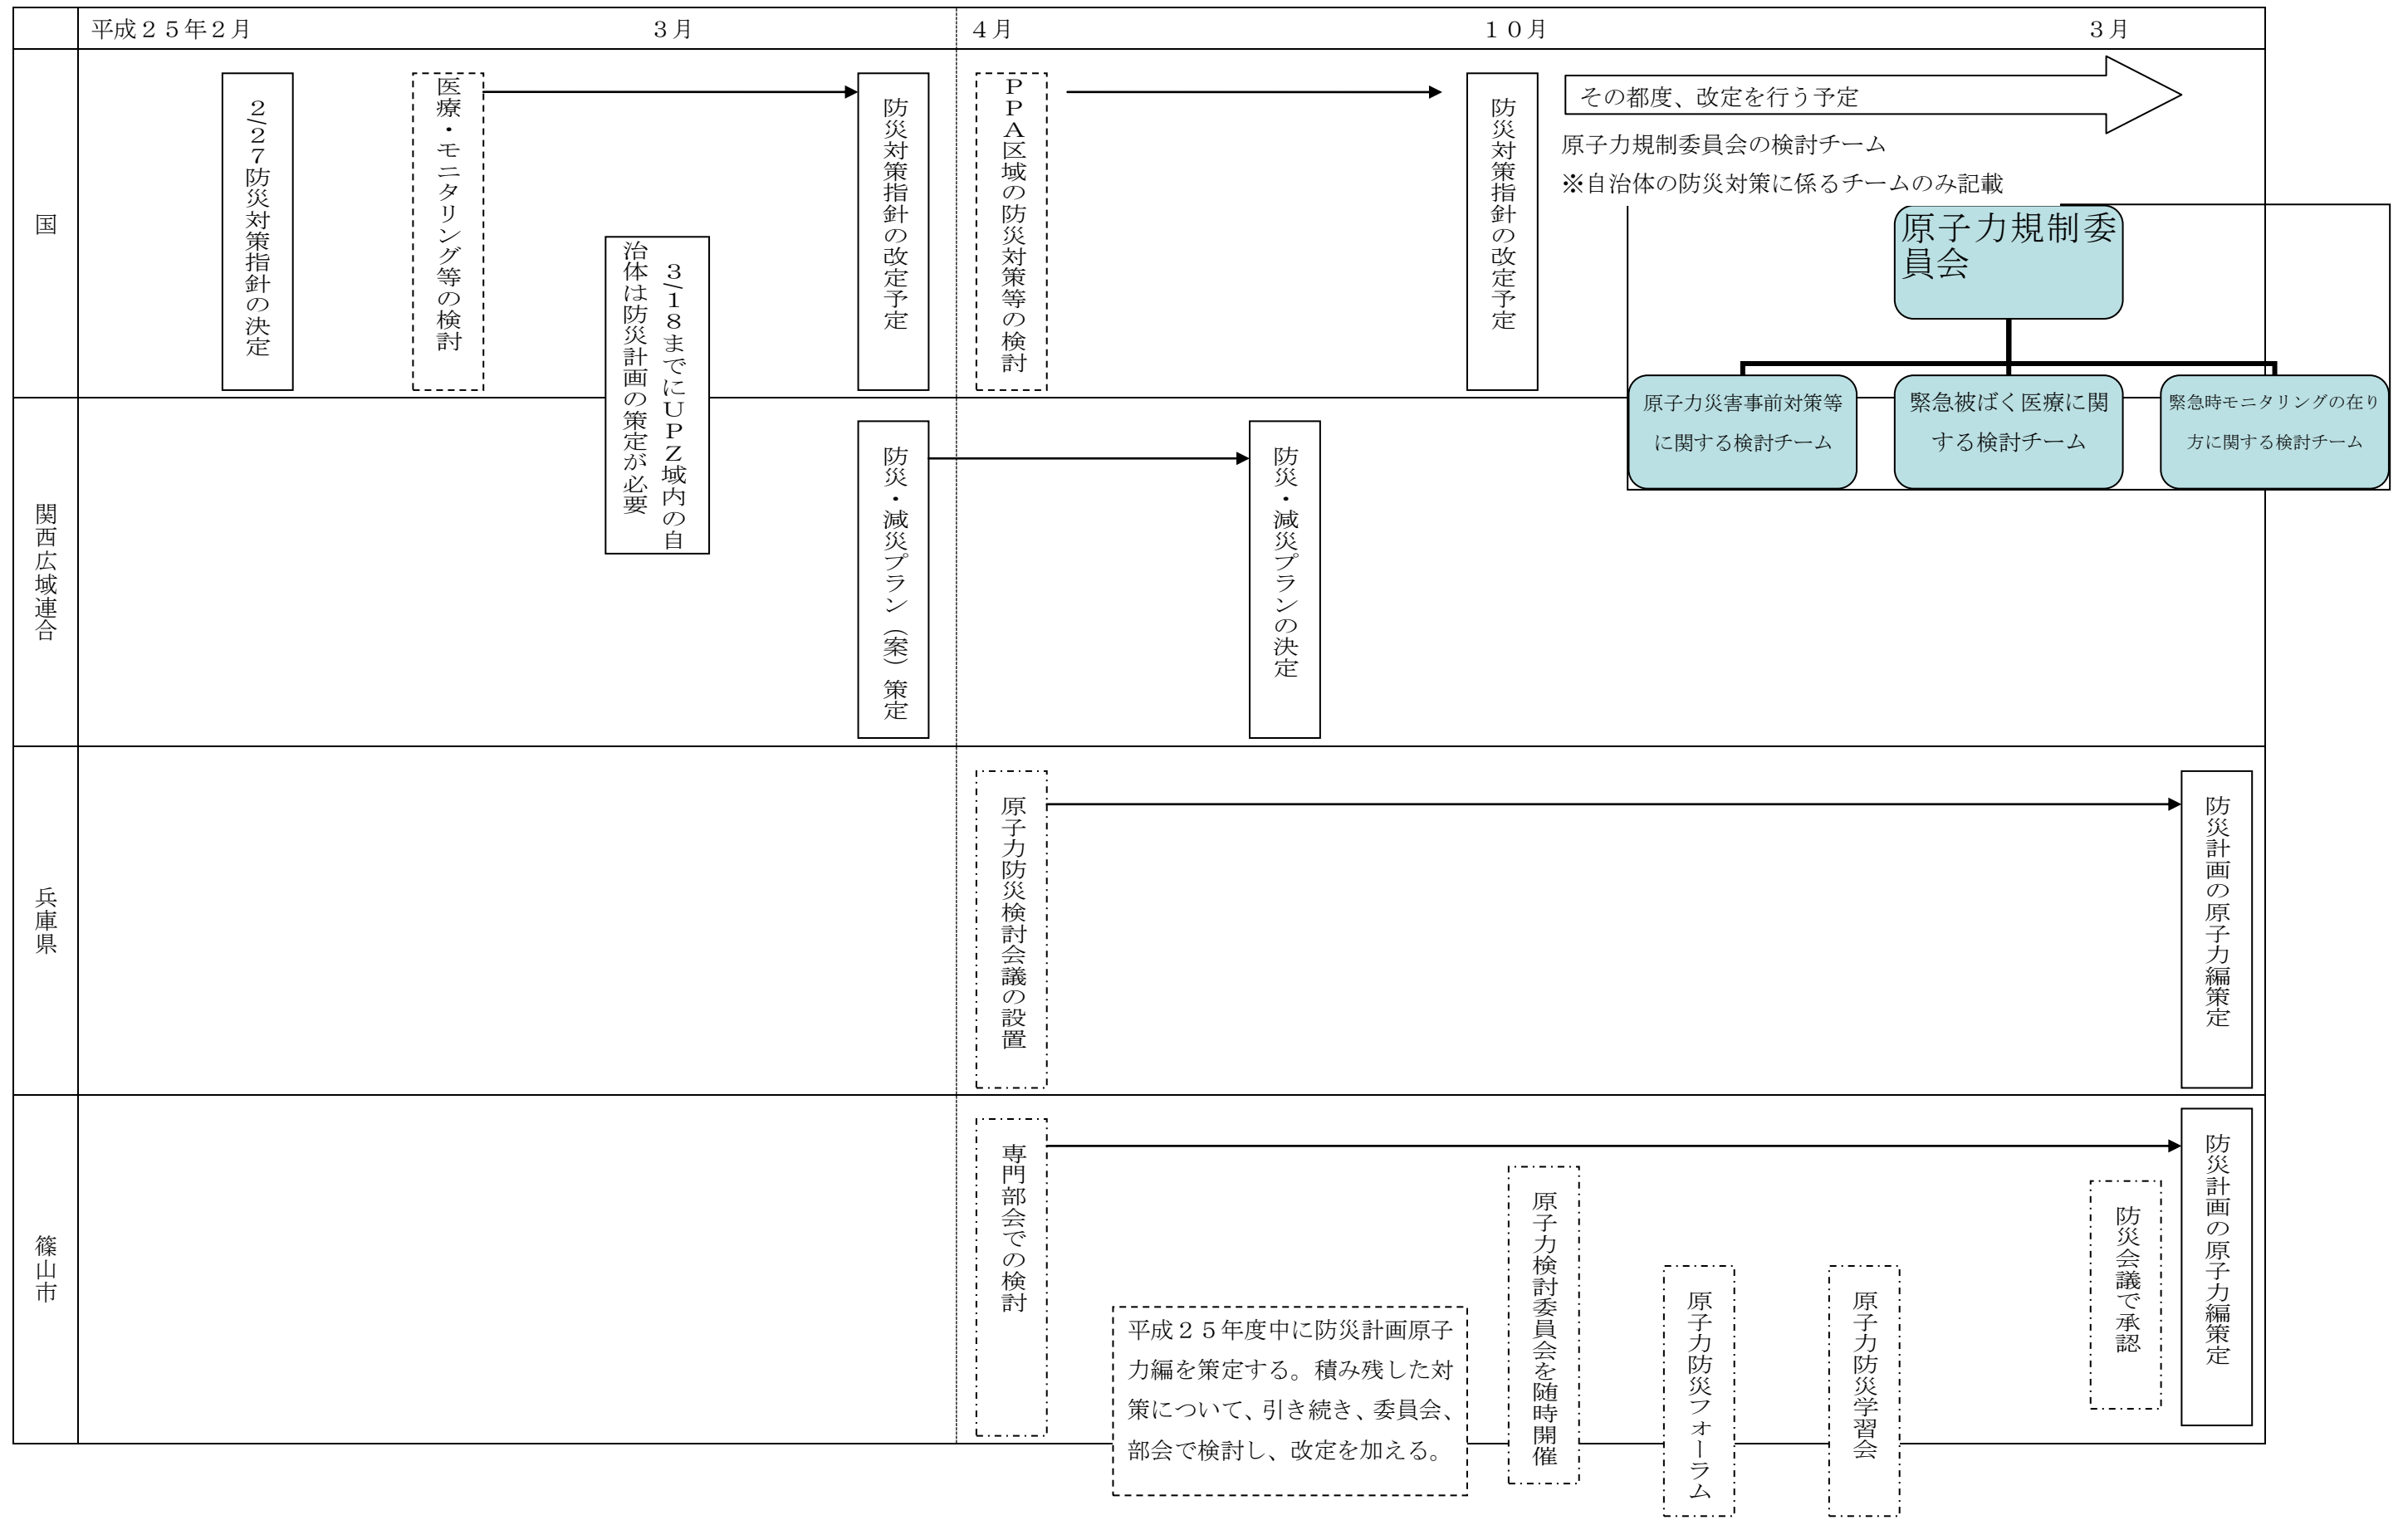 平成２５年２月
３月
４月
１０月
３月
国
２/２７防災対策指針の決定
医療・モニタリング等の検討
３/１８までにＵＰＺ域内の自
治体は防災計画の策定が必要
防災対策指針の改定予定
ＰＰＡ区域の防災対策等の検討
防災対策指針の改定予定
その都度、改定を行う予定
原子力規制委員会の検討チーム
※自治体の防災対策に係るチームのみ記載
原子力規制委
員会
原子力災害事前対策等
に関する検討チーム
緊急被ばく医療に関
する検討チーム
緊急時モニタリングの在り
方に関する検討チーム
関西広域連合
防災・減災プラン（案）策定
防災・減災プランの決定
兵庫県
原子力防災検討会議の設置
防災計画の原子力編策定
篠山市
専門部会での検討
平成２５年度中に防災計画原子
力編を策定する。積み残した対
策について、引き続き、委員会、
部会で検討し、改定を加える。
原子力検討委員会を随時開催
原子力防災フォーラム
原子力防災学習会
防災会議で承認
防災計画の原子力編策定